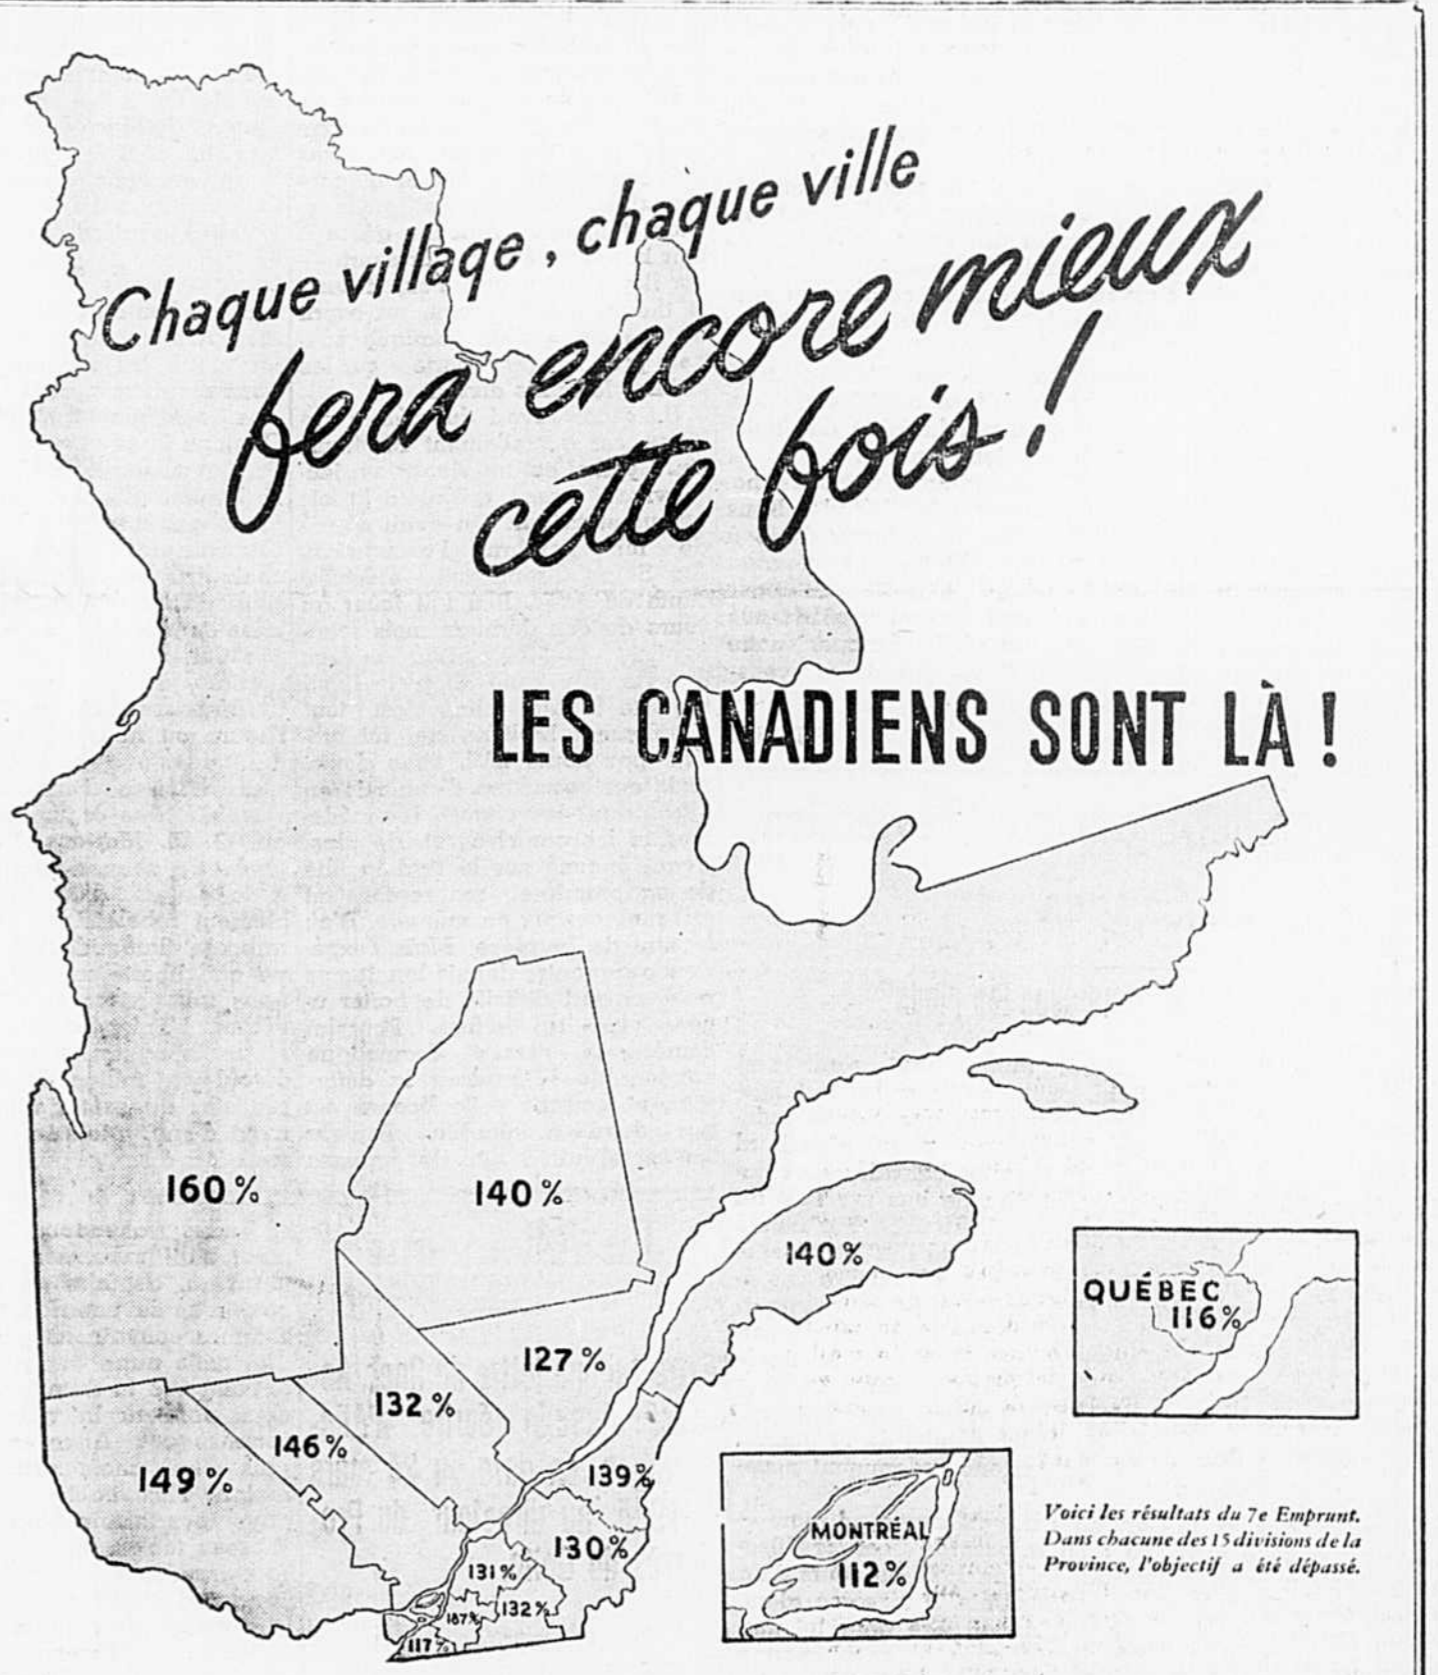 Chaque village, chaque ville
fera encore mieux
cette fois!
LES CANADIENS SONT LÀ !
160%
140%
140%
QUÉBEC
116%
127%
132%
146%
149%
139%
MONTRÉAL
112%
Voici les résultats du 7e Emprunt.
Dans chacune des 15 divisions de la
Province, l'objectif a été dépassé.
130%
131%
132%
187%
117%